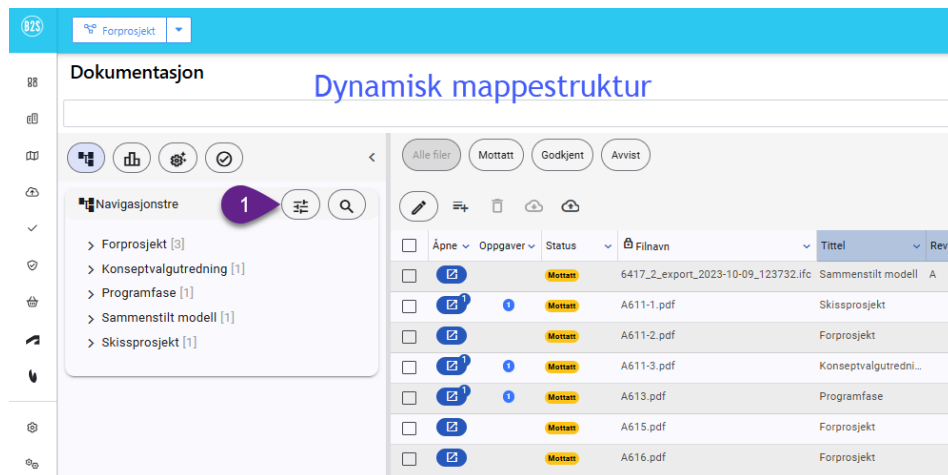 B2S
Forprosjekt
Dokumentasjon
Dynamisk mappestruktur
Alle filer Mottatt Godkjent Avvist
Navigasjonstre 1
Forprosjekt [3]
Konseptvalgutredning [1]
Programfase [1]
Sammenstilt modell [1]
Skissprosjekt [1]
Åpne Oppgaver Status Filnavn Tittel Rev
Mottatt 6417_2_export_2023-10-09_123732.ifc Sammenstilt modell A
1 1 Mottatt A611-1.pdf Skissprosjekt
Mottatt A611-2.pdf Forprosjekt
1 1 Mottatt A611-3.pdf Konseptvalgutredni...
1 1 Mottatt A613.pdf Programfase
Mottatt A615.pdf Forprosjekt
Mottatt A616.pdf Forprosjekt